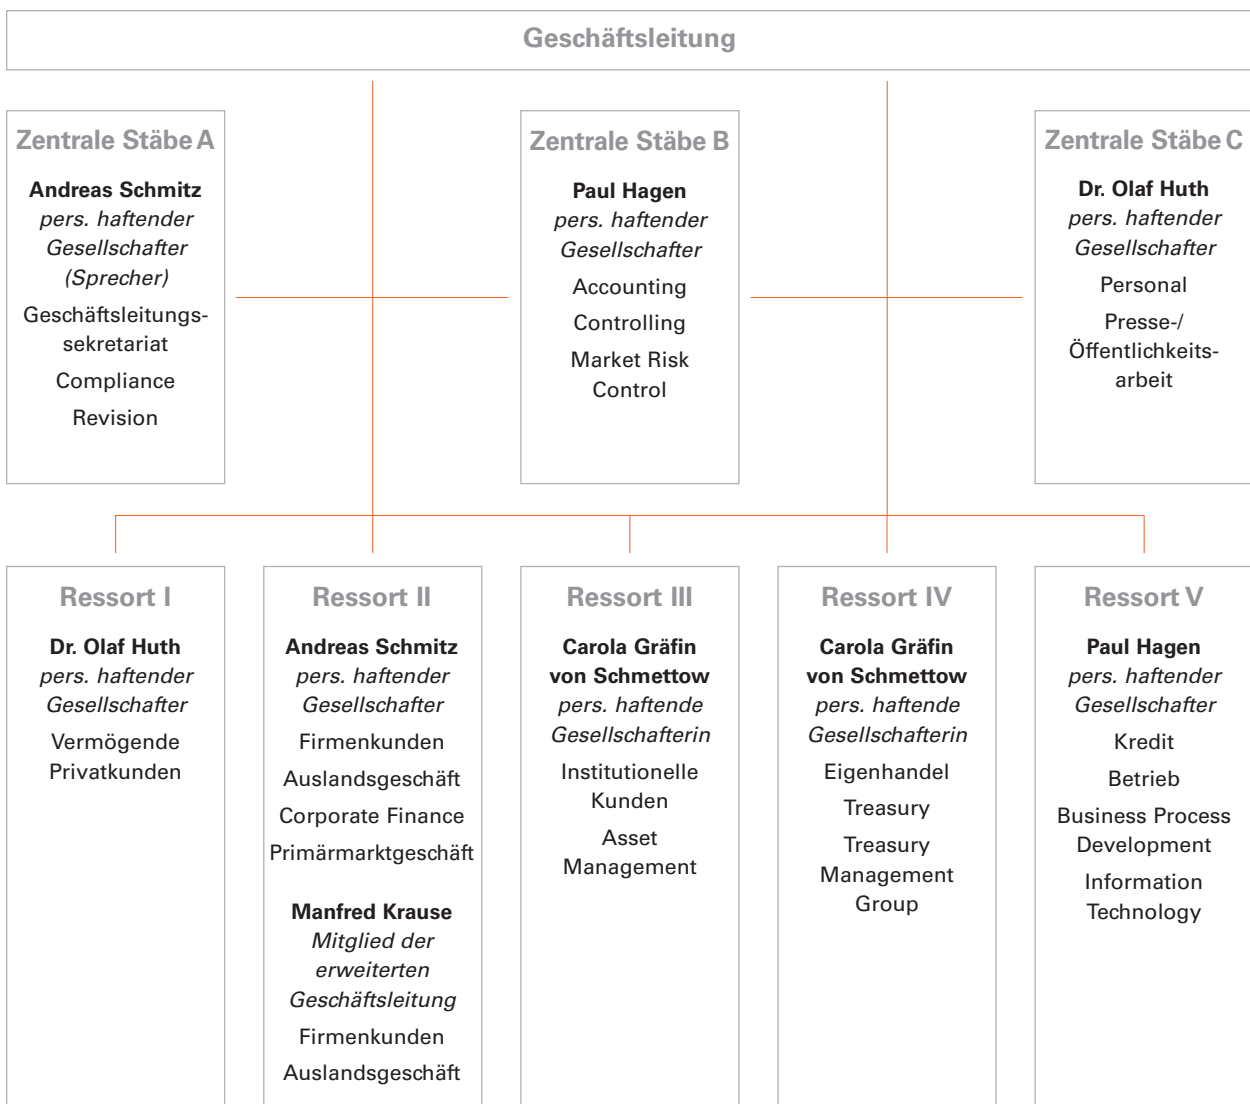 Geschäftsleitung
Zentrale Stäbe A
Andreas Schmitz
pers. haftender
Gesellschafter
(Sprecher)
Geschäftsleitungs-
sekretariat
Compliance
Revision
Zentrale Stäbe B
Paul Hagen
pers. haftender
Gesellschafter
Accounting
Controlling
Market Risk
Control
Zentrale Stäbe C
Dr. Olaf Huth
pers. haftender
Gesellschafter
Personal
Presse-/
Öffentlichkeits-
arbeit
Ressort I
Dr. Olaf Huth
pers. haftender
Gesellschafter
Vermögende
Privatkunden
Ressort II
Andreas Schmitz
pers. haftender
Gesellschafter
Firmenkunden
Auslandsgeschäft
Corporate Finance
Primärmarktgeschäft
Manfred Krause
Mitglied der
erweiterten
Geschäftsleitung
Firmenkunden
Auslandsgeschäft
Ressort III
Carola Gräfin
von Schmettow
pers. haftende
Gesellschafterin
Institutionelle
Kunden
Asset
Management
Ressort IV
Carola Gräfin
von Schmettow
pers. haftende
Gesellschafterin
Eigenhandel
Treasury
Treasury
Management
Group
Ressort V
Paul Hagen
pers. haftender
Gesellschafter
Kredit
Betrieb
Business Process
Development
Information
Technology